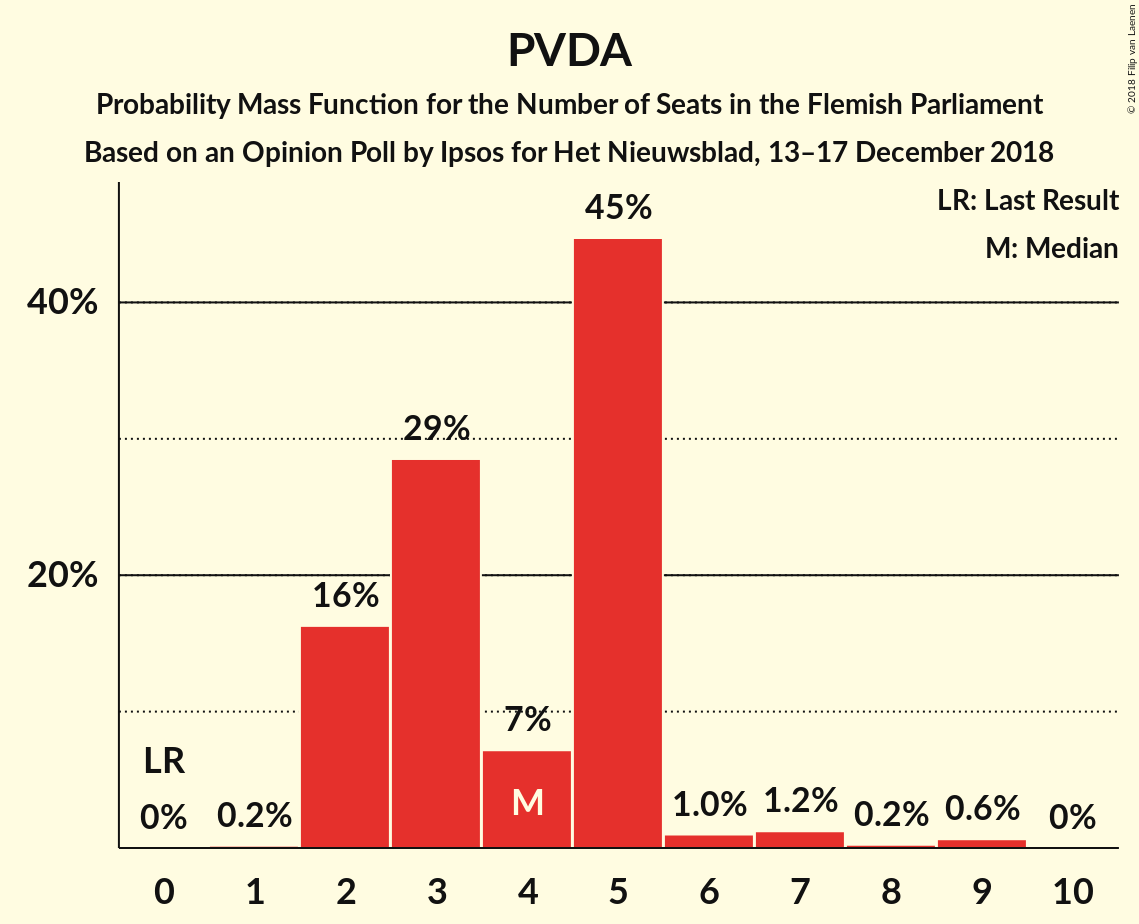 PVDA
Probability Mass Function for the Number of Seats in the Flemish Parliament
Based on an Opinion Poll by Ipsos for Het Nieuwsblad, 13–17 December 2018
© 2018 Filip van Laenen
LR: Last Result
M: Median
45%
40%
29%
20%
16%
7%
LR
M
0%
0.2%
1.0%
1.2%
0.2%
0.6%
0%
0 1 2 3 4 5 6 7 8 9 10